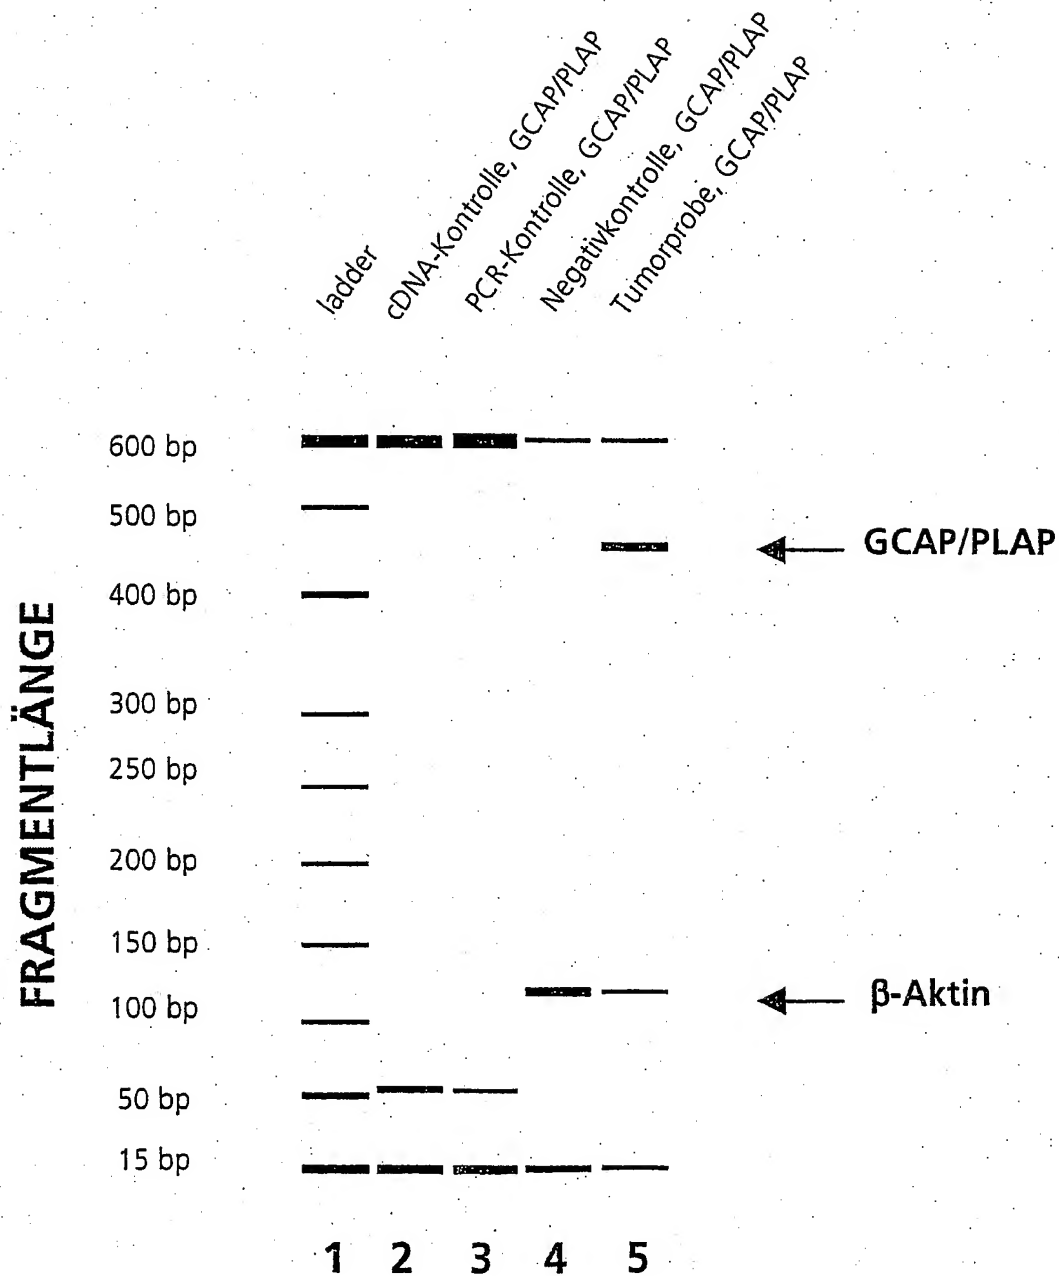 ladder
cDNA-Kontrolle, GCAP/PLAP
PCR-Kontrolle, GCAP/PLAP
Negativkontrolle, GCAP/PLAP
Tumorprobe, GCAP/PLAP
600 bp
500 bp
GCAP/PLAP
400 bp
FRAGMENTLÄNGE
300 bp
250 bp
200 bp
150 bp
β-Aktin
100 bp
50 bp
15 bp
1 2 3 4 5